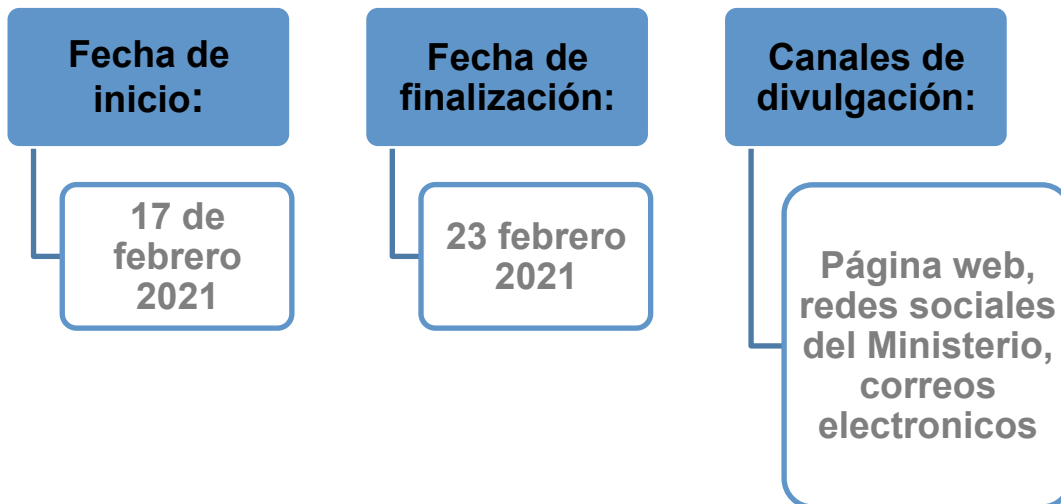 Fecha de
inicio:
17 de
febrero
2021
Fecha de
finalización:
23 febrero
2021
Canales de
divulgación:
Página web,
redes sociales
del Ministerio,
correos
electronicos